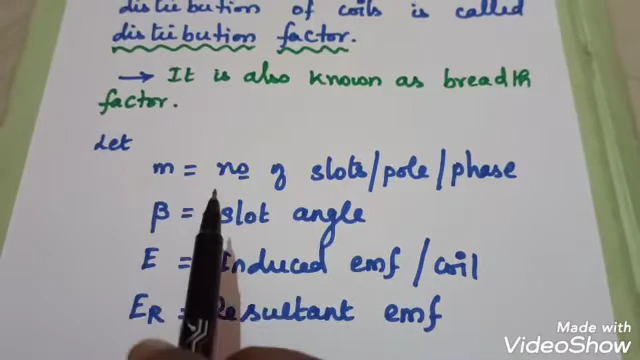 distribution of coils is called
distribution factor.
→ It is also known as breadth
factor.
Let
m = no of slots/pole/phase
β = slot angle
E = Induced emf/coil
ER = Resultant emf
Made with
VideoShow